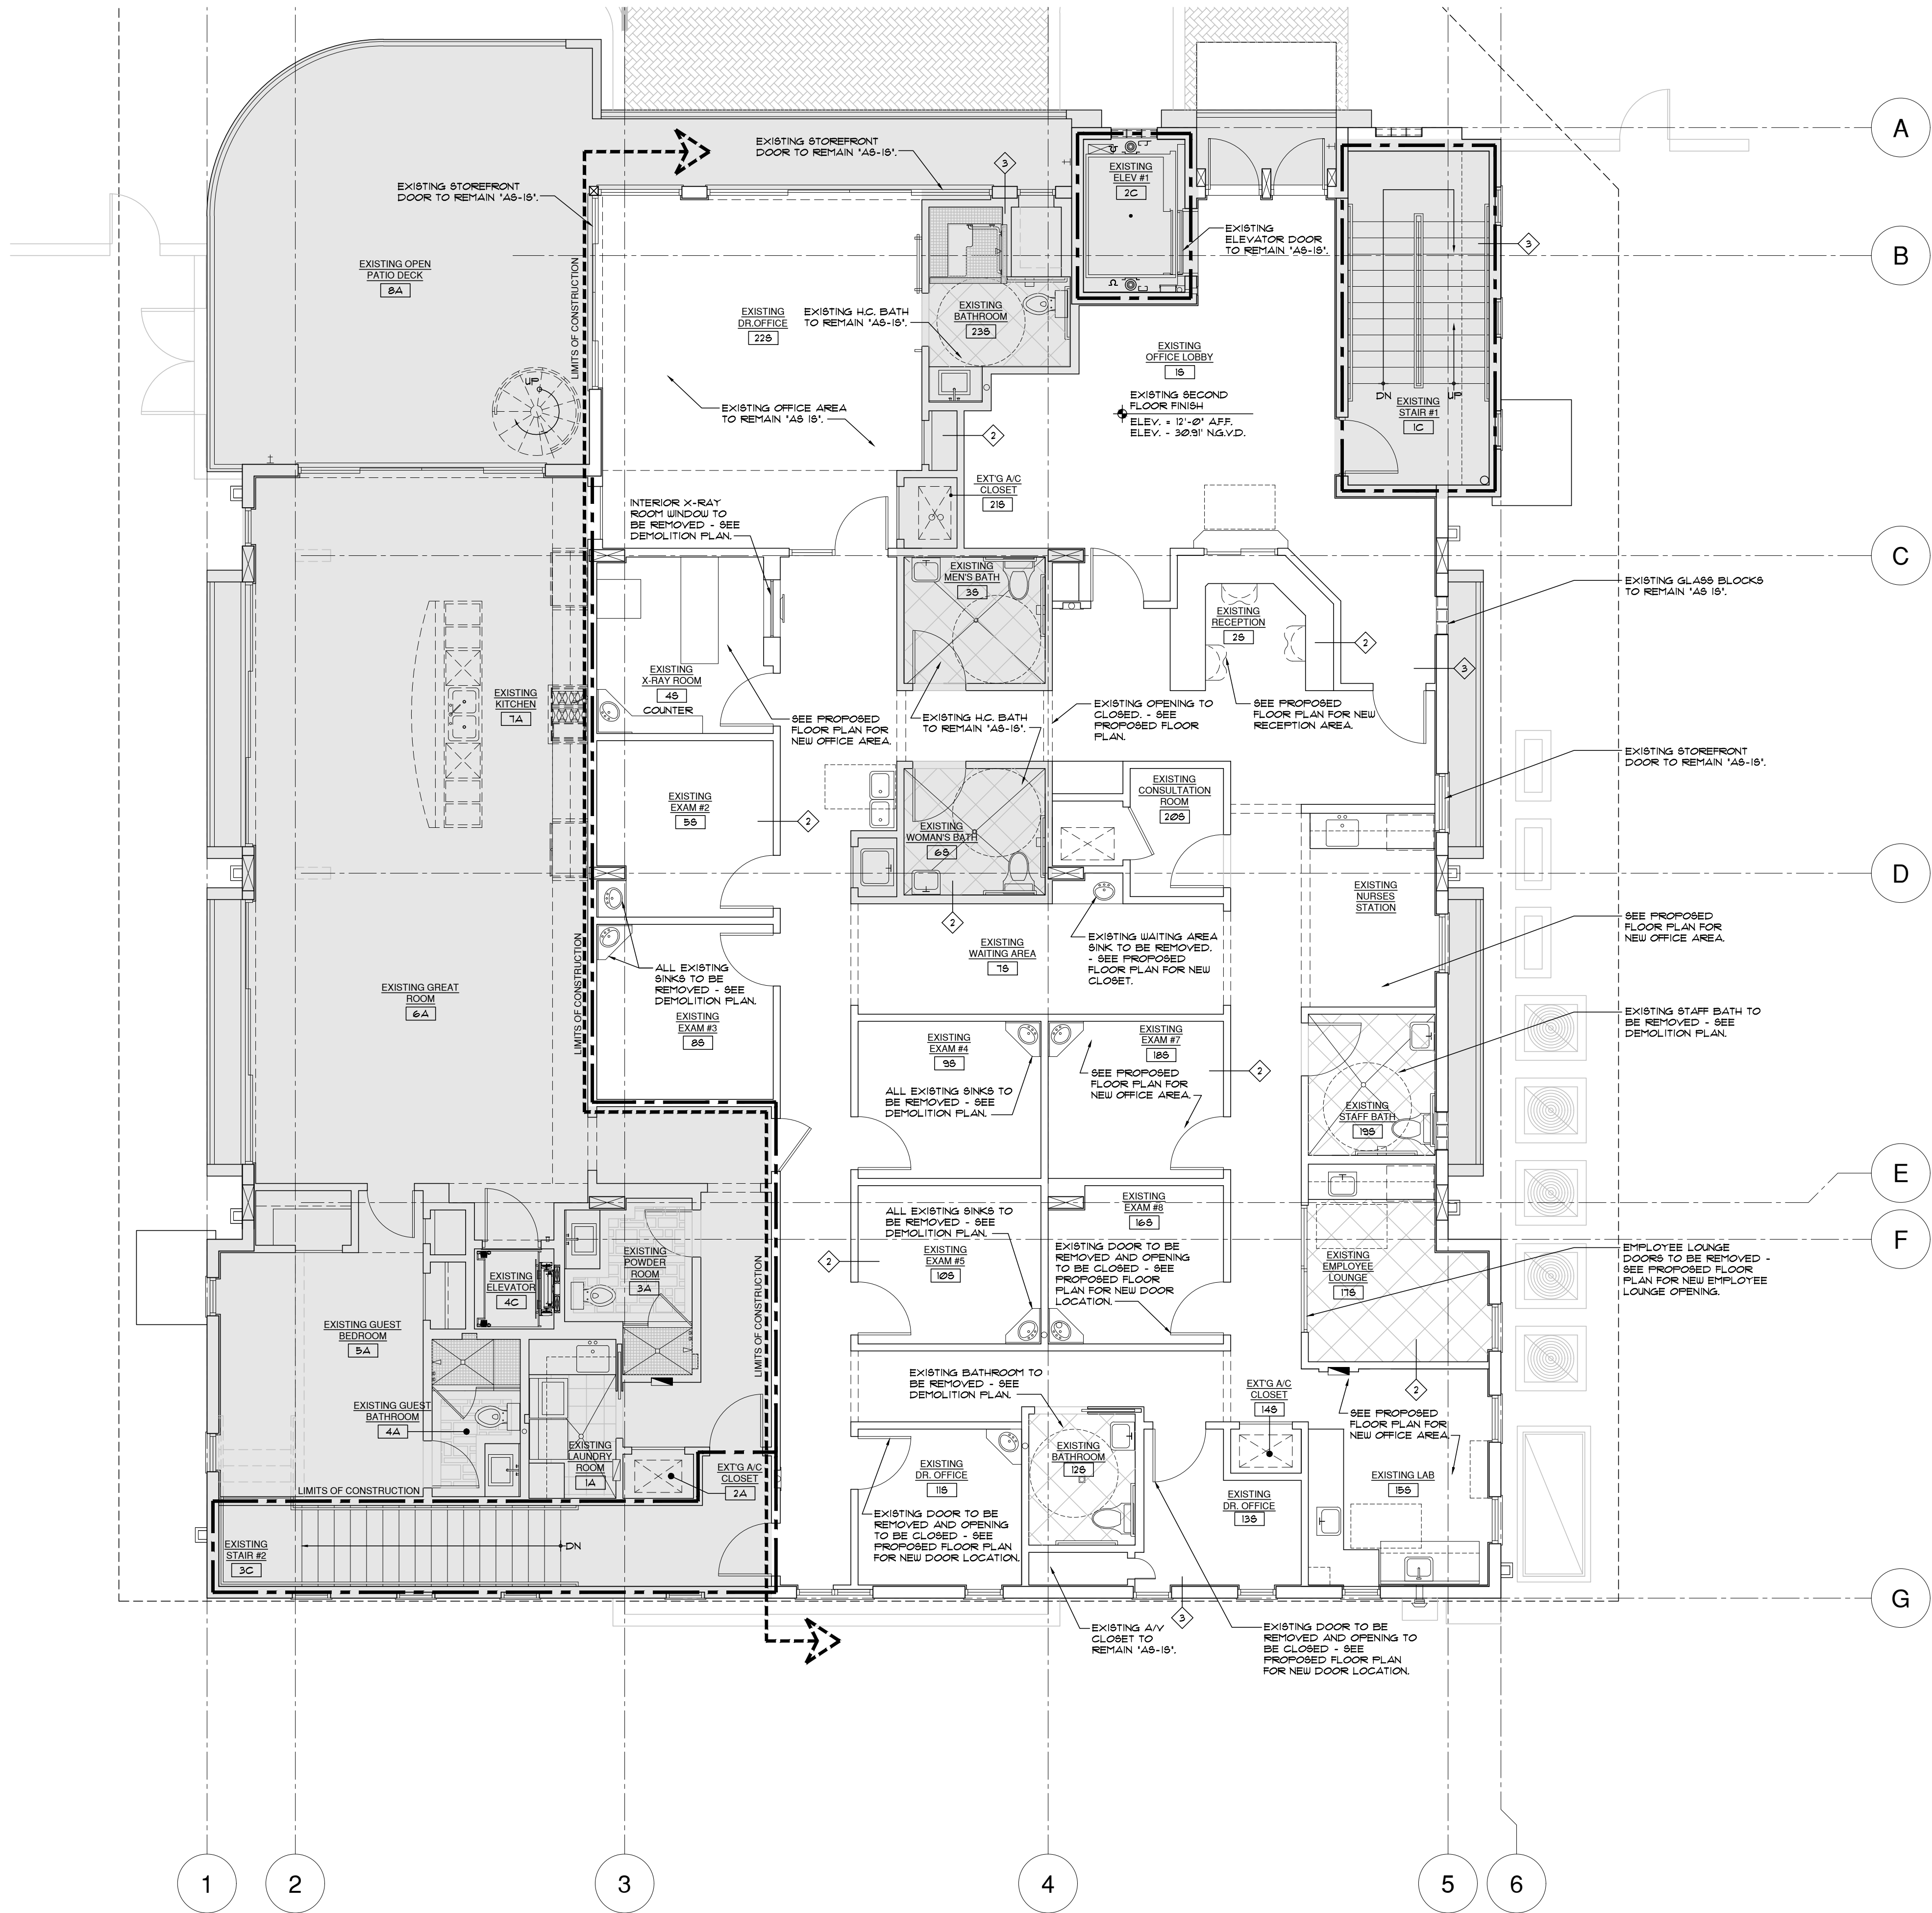 A
EXISTING STOREFRONT
DOOR TO REMAIN "AS-IS".
3
EXISTING
ELEV #1
2C
EXISTING STOREFRONT
DOOR TO REMAIN "AS-IS".
EXISTING
ELEVATOR DOOR
TO REMAIN "AS-IS".
3
B
EXISTING OPEN
PATIO DECK
8A
LIMITS OF CONSTRUCTION
EXISTING
DR.OFFICE
22S
EXISTING H.C. BATH
TO REMAIN "AS-IS".
EXISTING
BATHROOM
23S
EXISTING
OFFICE LOBBY
1S
UP
EXISTING OFFICE AREA
TO REMAIN "AS IS".
EXISTING SECOND
FLOOR FINISH
ELEV. = 12'-0" A.F.F.
ELEV. - 30.91' N.G.V.D.
DN
UP
EXISTING
STAIR #1
1C
2
EXT'G A/C
CLOSET
21S
INTERIOR X-RAY
ROOM WINDOW TO
BE REMOVED - SEE
DEMOLITION PLAN.
C
EXISTING
MEN'S BATH
3S
EXISTING
RECEPTION
2S
2
3
EXISTING GLASS BLOCKS
TO REMAIN "AS IS".
EXISTING
X-RAY ROOM
4S
COUNTER
EXISTING
KITCHEN
7A
SEE PROPOSED
FLOOR PLAN FOR
NEW OFFICE AREA.
EXISTING H.C. BATH
TO REMAIN "AS-IS".
EXISTING OPENING TO
CLOSED. - SEE
PROPOSED FLOOR
PLAN.
SEE PROPOSED
FLOOR PLAN FOR NEW
RECEPTION AREA.
EXISTING STOREFRONT
DOOR TO REMAIN "AS-IS".
EXISTING
EXAM #2
5S
2
EXISTING
WOMAN'S BATH
6S
2
EXISTING
CONSULTATION
ROOM
20S
D
EXISTING
NURSES
STATION
SEE PROPOSED
FLOOR PLAN FOR
NEW OFFICE AREA.
EXISTING
WAITING AREA
7S
EXISTING WAITING AREA
SINK TO BE REMOVED.
- SEE PROPOSED
FLOOR PLAN FOR NEW
CLOSET.
LIMITS OF CONSTRUCTION
ALL EXISTING
SINKS TO BE
REMOVED - SEE
DEMOLITION PLAN.
EXISTING GREAT
ROOM
6A
EXISTING
EXAM #3
8S
EXISTING STAFF BATH TO
BE REMOVED - SEE
DEMOLITION PLAN.
EXISTING
EXAM #4
9S
ALL EXISTING SINKS TO
BE REMOVED - SEE
DEMOLITION PLAN.
EXISTING
EXAM #7
18S
SEE PROPOSED
FLOOR PLAN FOR
NEW OFFICE AREA.
2
EXISTING
STAFF BATH
19S
E
ALL EXISTING SINKS TO
BE REMOVED - SEE
DEMOLITION PLAN.
EXISTING
EXAM #5
10S
2
EXISTING
EXAM #8
16S
EXISTING DOOR TO BE
REMOVED AND OPENING
TO BE CLOSED - SEE
PROPOSED FLOOR
PLAN FOR NEW DOOR
LOCATION.
F
EXISTING
EMPLOYEE
LOUNGE
17S
EMPLOYEE LOUNGE
DOORS TO BE REMOVED -
SEE PROPOSED FLOOR
PLAN FOR NEW EMPLOYEE
LOUNGE OPENING.
EXISTING
POWDER
ROOM
3A
EXISTING
ELEVATOR
4C
EXISTING GUEST
BEDROOM
5A
LIMITS OF CONSTRUCTION
EXISTING BATHROOM TO
BE REMOVED - SEE
DEMOLITION PLAN.
EXT'G A/C
CLOSET
14S
2
SEE PROPOSED
FLOOR PLAN FOR
NEW OFFICE AREA.
EXISTING GUEST
BATHROOM
4A
EXISTING
LAUNDRY
ROOM
1A
EXT'G A/C
CLOSET
2A
EXISTING
DR. OFFICE
11S
EXISTING
BATHROOM
12S
EXISTING
DR. OFFICE
13S
EXISTING LAB
15S
LIMITS OF CONSTRUCTION
EXISTING DOOR TO BE
REMOVED AND OPENING
TO BE CLOSED - SEE
PROPOSED FLOOR PLAN
FOR NEW DOOR LOCATION.
EXISTING
STAIR #2
3C
DN
G
EXISTING A/V
CLOSET TO
REMAIN "AS-IS".
3
EXISTING DOOR TO BE
REMOVED AND OPENING TO
BE CLOSED - SEE
PROPOSED FLOOR PLAN
FOR NEW DOOR LOCATION.
1
2
3
4
5
6